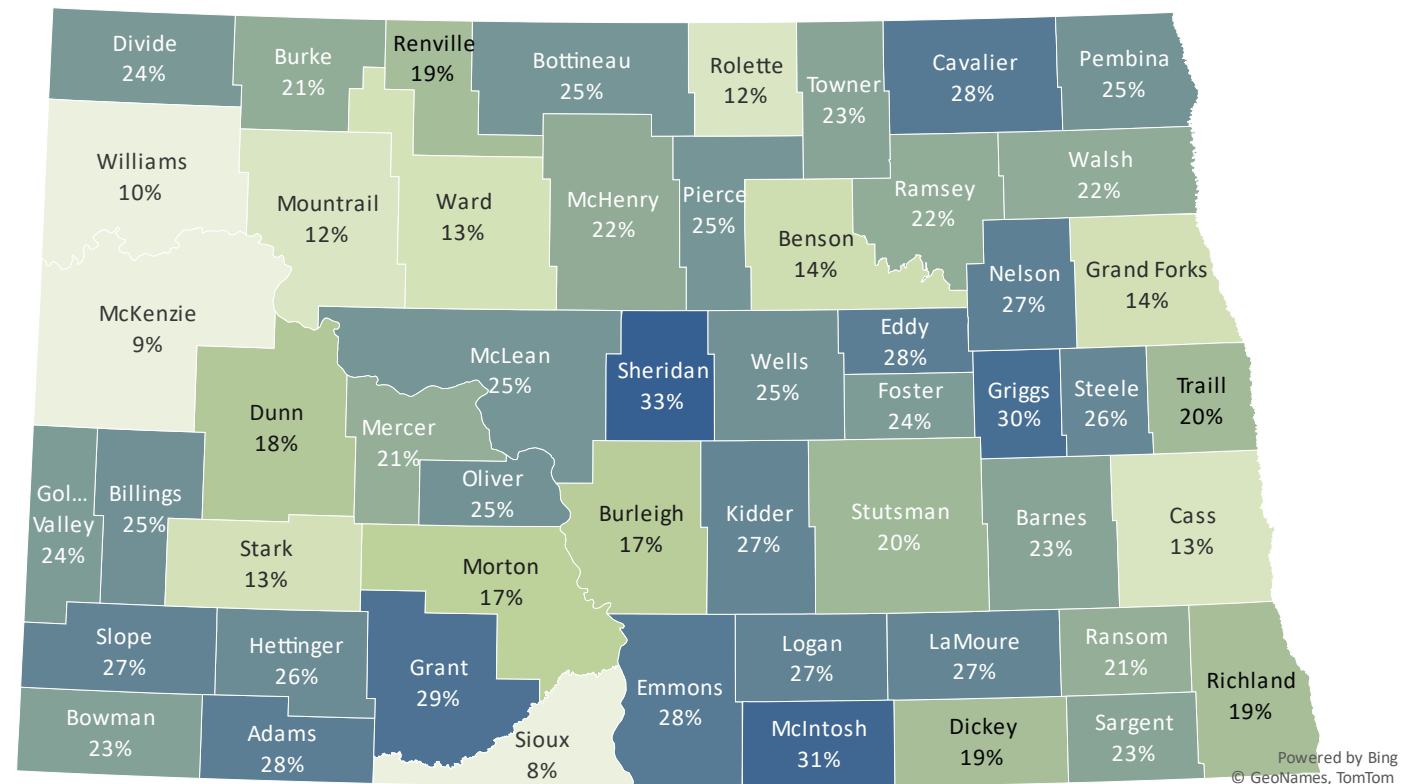 Divide
24%
Burke
21%
Renville
19%
Bottineau
25%
Rolette
12%
Towner
23%
Cavalier
28%
Pembina
25%
Williams
10%
Mountrail
12%
Ward
13%
McHenry
22%
Pierce
25%
Benson
14%
Ramsey
22%
Walsh
22%
Nelson
27%
Grand Forks
14%
McKenzie
9%
Dunn
18%
McLean
25%
Mercer
21%
Oliver
25%
Sheridan
33%
Wells
25%
Eddy
28%
Foster
24%
Griggs
30%
Steele
26%
Traill
20%
Gol...
Valley
24%
Billings
25%
Stark
13%
Morton
17%
Burleigh
17%
Kidder
27%
Stutsman
20%
Barnes
23%
Cass
13%
Slope
27%
Hettinger
26%
Grant
29%
Bowman
23%
Adams
28%
Sioux
8%
Emmons
28%
Logan
27%
McIntosh
31%
LaMoure
27%
Dickey
19%
Ransom
21%
Sargent
23%
Richland
19%
Powered by Bing
© GeoNames, TomTom